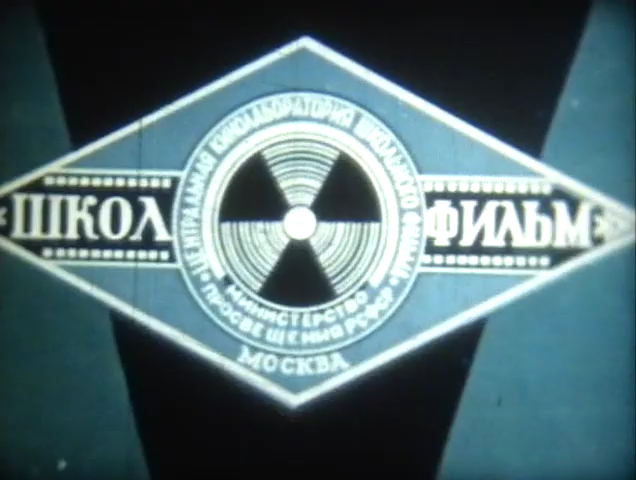 «ЦЕНТРАЛЬНАЯ КИНОЛАБОРАТОРИЯ ШКОЛЬНОГО ФИЛЬМА»
ШКОЛ ФИЛЬМ
МИНИСТЕРСТВО
ПРОСВЕЩЕНИЯ РСФСР
МОСКВА